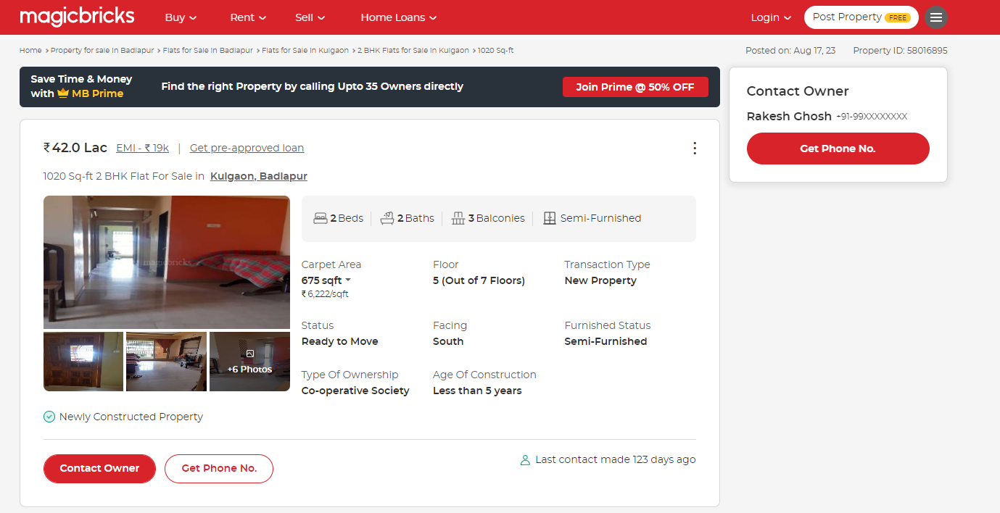 magicbricks
Buy
Rent
Sell
Home Loans
Login
Post Property FREE
Home > Property for sale in Badlapur > Flats for Sale in Badlapur > Flats for Sale in Kulgaon > 2 BHK Flats for Sale in Kulgaon > 1020 Sq-ft
Posted on: Aug 17, 23 Property ID: 58016895
Save Time & Money
with MB Prime
Find the right Property by calling Upto 35 Owners directly
Join Prime @ 50% OFF
Contact Owner
Rakesh Ghosh +91-99XXXXXXXX
Get Phone No.
₹42.0 Lac EMI - ₹ 19k | Get pre-approved loan
1020 Sq-ft 2 BHK Flat For Sale in Kulgaon, Badlapur
magicbricks
+6 Photos
2 Beds
2 Baths
3 Balconies
Semi-Furnished
Carpet Area
675 sqft
₹ 6,222/sqft
Floor
5 (Out of 7 Floors)
Transaction Type
New Property
Status
Ready to Move
Facing
South
Furnished Status
Semi-Furnished
Type Of Ownership
Co-operative Society
Age Of Construction
Less than 5 years
Newly Constructed Property
Contact Owner
Get Phone No.
Last contact made 123 days ago